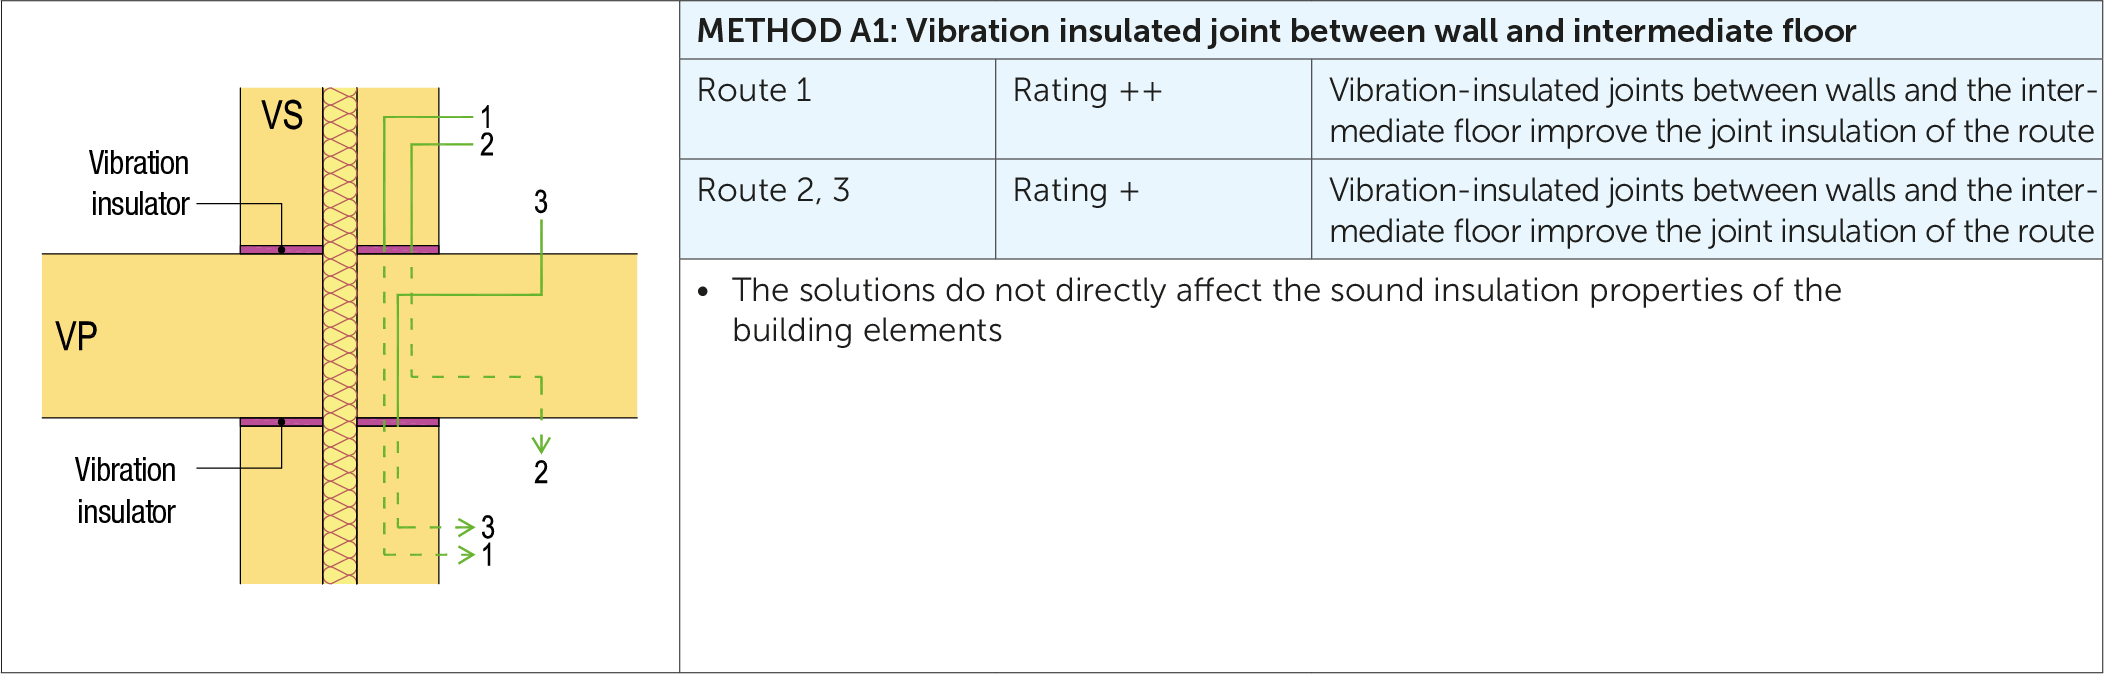 METHOD A1: Vibration insulated joint between wall and intermediate floor
Route 1
Rating ++
Vibration-insulated joints between walls and the inter-
mediate floor improve the joint insulation of the route
Route 2, 3
Rating +
Vibration-insulated joints between walls and the inter-
mediate floor improve the joint insulation of the route
• The solutions do not directly affect the sound insulation properties of the
building elements
VS
1
2
Vibration
insulator
3
VP
Vibration
insulator
2
3
1